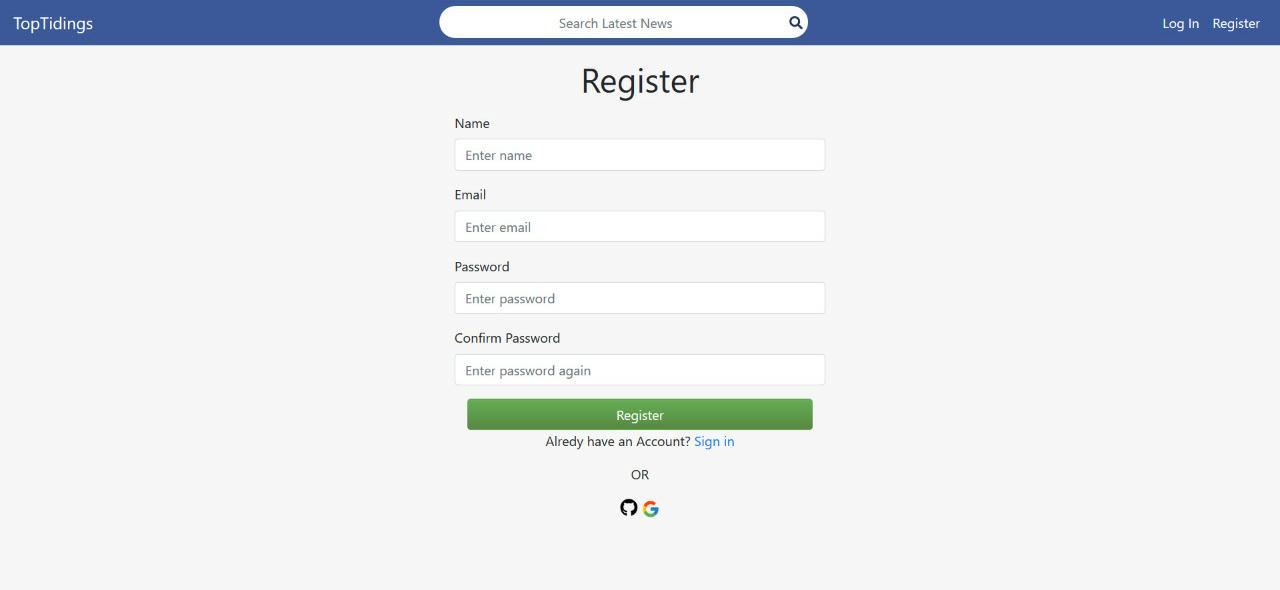 TopTidings
Search Latest News
Log In
Register
Register
Name
Enter name
Email
Enter email
Password
Enter password
Confirm Password
Enter password again
Register
Alredy have an Account? Sign in
OR